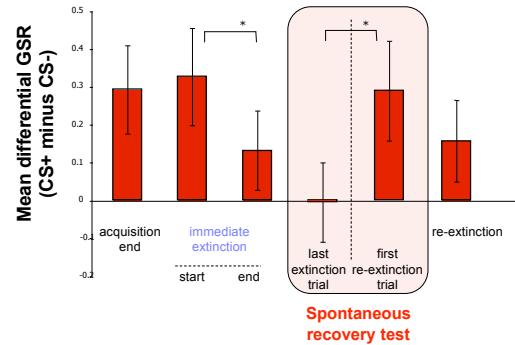 Mean differential GSR
(CS+ minus CS-)
0.5
0.4
0.3
0.2
0.1
0
-0.1
-0.2
*
*
acquisition
end
immediate
extinction
start
end
last
extinction
trial
first
re-extinction
trial
re-extinction
Spontaneous
recovery test